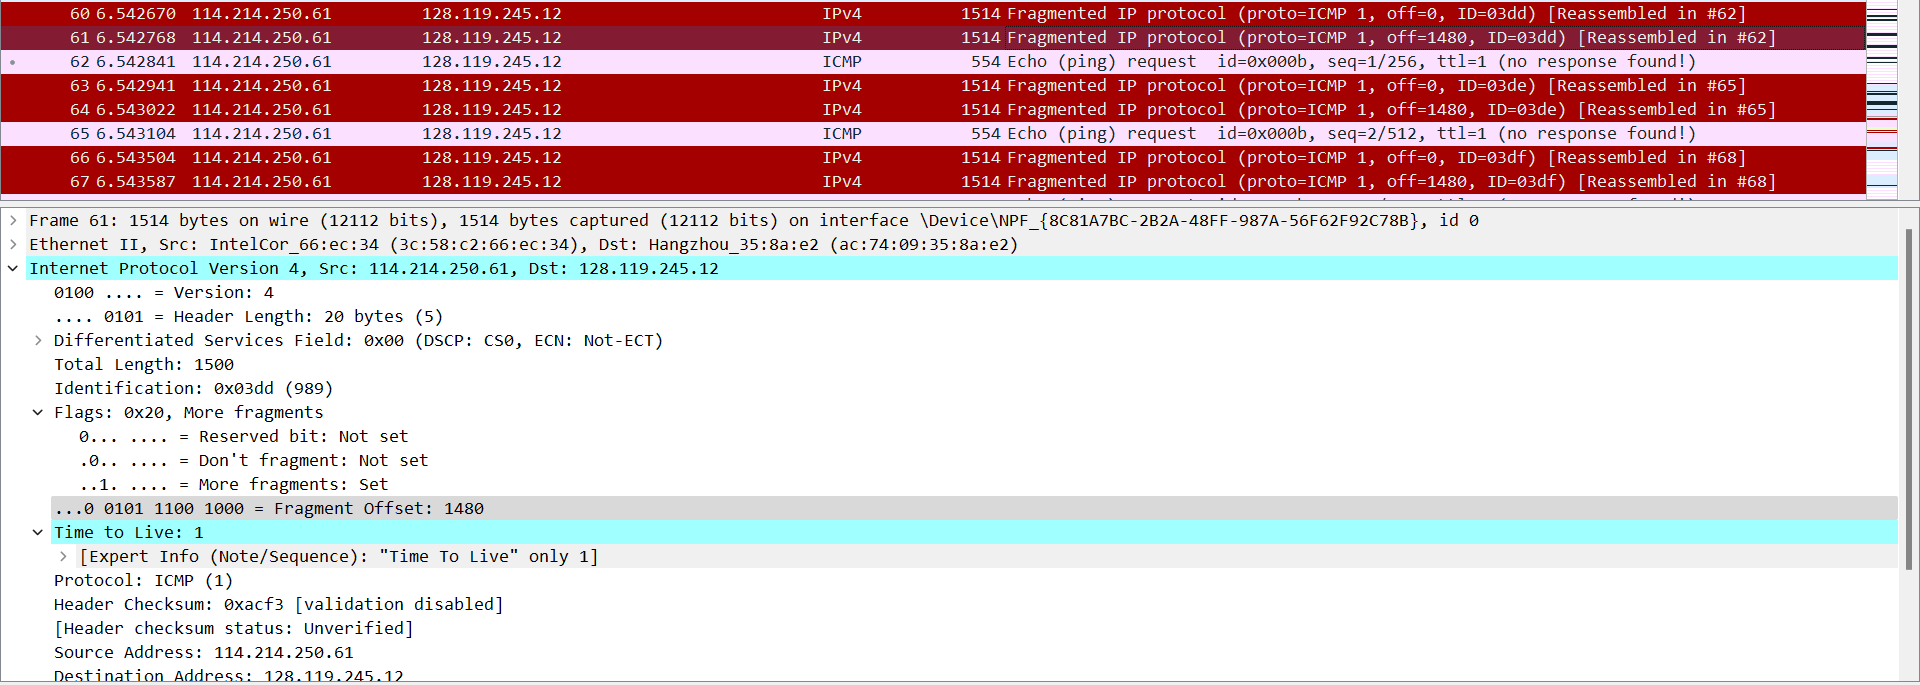 60 6.542670 114.214.250.61 128.119.245.12 IPv4 1514 Fragmented IP protocol (proto=ICMP 1, off=0, ID=03dd) [Reassembled in #62]
61 6.542768 114.214.250.61 128.119.245.12 IPv4 1514 Fragmented IP protocol (proto=ICMP 1, off=1480, ID=03dd) [Reassembled in #62]
62 6.542841 114.214.250.61 128.119.245.12 ICMP 554 Echo (ping) request id=0x000b, seq=1/256, ttl=1 (no response found!)
63 6.542941 114.214.250.61 128.119.245.12 IPv4 1514 Fragmented IP protocol (proto=ICMP 1, off=0, ID=03de) [Reassembled in #65]
64 6.543022 114.214.250.61 128.119.245.12 IPv4 1514 Fragmented IP protocol (proto=ICMP 1, off=1480, ID=03de) [Reassembled in #65]
65 6.543104 114.214.250.61 128.119.245.12 ICMP 554 Echo (ping) request id=0x000b, seq=2/512, ttl=1 (no response found!)
66 6.543504 114.214.250.61 128.119.245.12 IPv4 1514 Fragmented IP protocol (proto=ICMP 1, off=0, ID=03df) [Reassembled in #68]
67 6.543587 114.214.250.61 128.119.245.12 IPv4 1514 Fragmented IP protocol (proto=ICMP 1, off=1480, ID=03df) [Reassembled in #68]
Frame 61: 1514 bytes on wire (12112 bits), 1514 bytes captured (12112 bits) on interface \Device\NPF_{8C81A7BC-2B2A-48FF-987A-56F62F92C78B}, id 0
Ethernet II, Src: IntelCor_66:ec:34 (3c:58:c2:66:ec:34), Dst: Hangzhou_35:8a:e2 (ac:74:09:35:8a:e2)
Internet Protocol Version 4, Src: 114.214.250.61, Dst: 128.119.245.12
0100 .... = Version: 4
.... 0101 = Header Length: 20 bytes (5)
Differentiated Services Field: 0x00 (DSCP: CS0, ECN: Not-ECT)
Total Length: 1500
Identification: 0x03dd (989)
Flags: 0x20, More fragments
0... .... = Reserved bit: Not set
.0.. .... = Don't fragment: Not set
..1. .... = More fragments: Set
...0 0101 1100 1000 = Fragment Offset: 1480
Time to Live: 1
[Expert Info (Note/Sequence): "Time To Live" only 1]
Protocol: ICMP (1)
Header Checksum: 0xacf3 [validation disabled]
[Header checksum status: Unverified]
Source Address: 114.214.250.61
Destination Address: 128.119.245.12